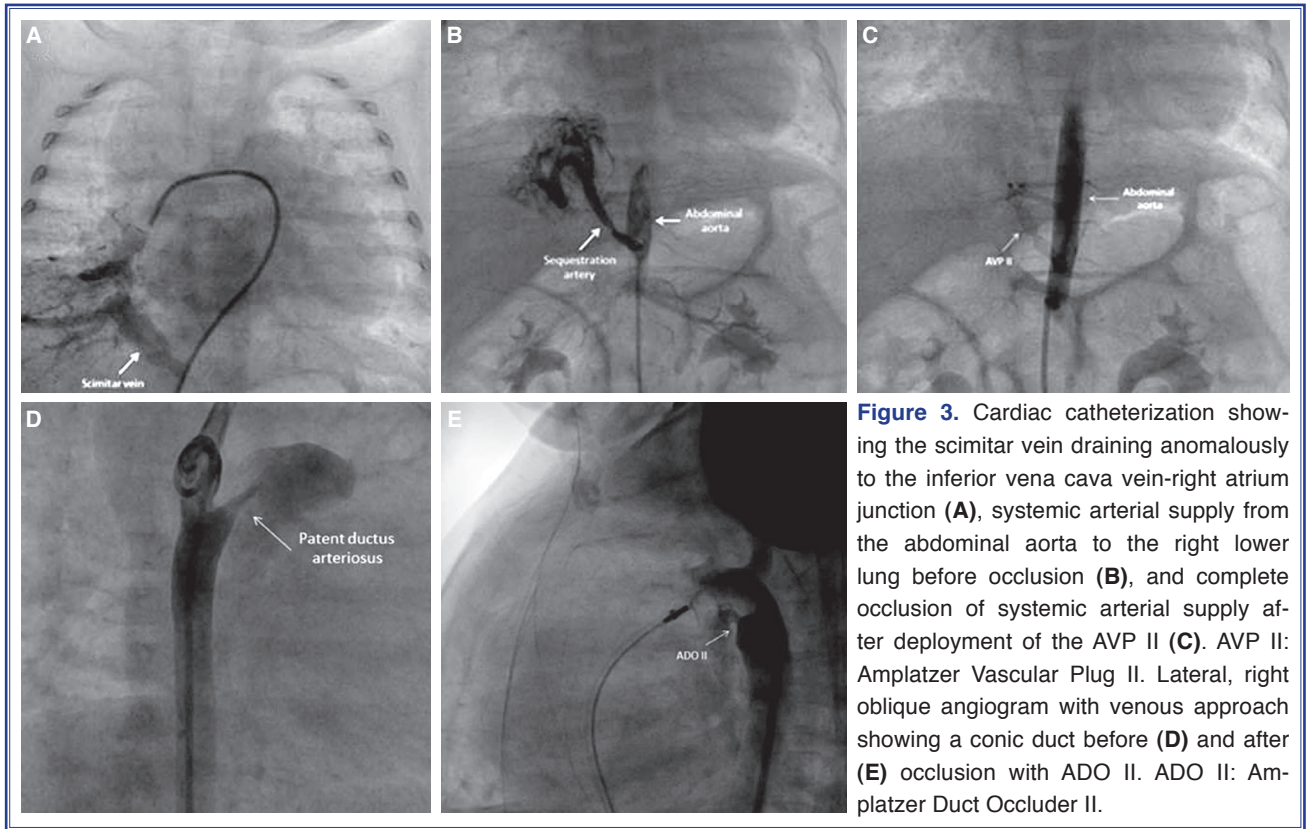 A
Scimitar vein
B
Sequestration
artery
Abdominal
aorta
C
Abdominal
aorta
AVP II
D
Patent ductus
arteriosus
E
ADO II
Figure 3. Cardiac catheterization show-
ing the scimitar vein draining anomalously
to the inferior vena cava vein-right atrium
junction (A), systemic arterial supply from
the abdominal aorta to the right lower
lung before occlusion (B), and complete
occlusion of systemic arterial supply af-
ter deployment of the AVP II (C). AVP II:
Amplatzer Vascular Plug II. Lateral, right
oblique angiogram with venous approach
showing a conic duct before (D) and after
(E) occlusion with ADO II. ADO II: Am-
platzer Duct Occluder II.